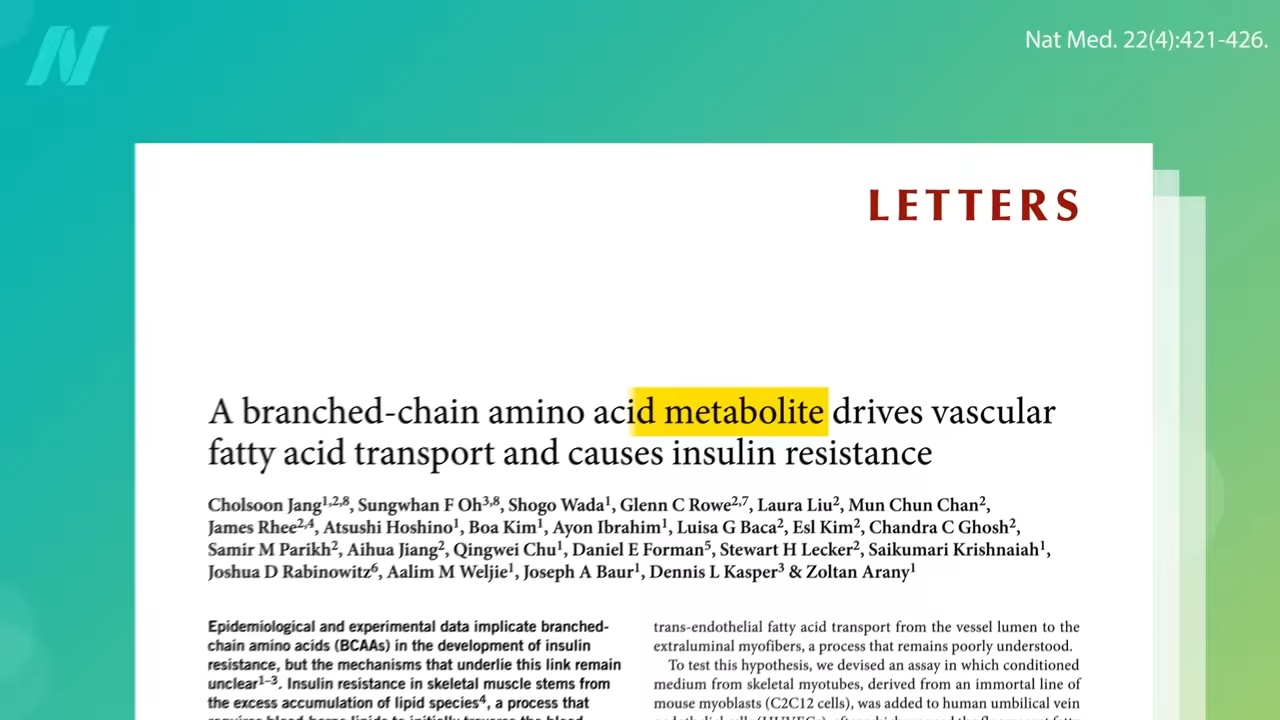 Nat Med. 22(4):421-426.
LETTERS
A branched-chain amino acid metabolite drives vascular
fatty acid transport and causes insulin resistance
Cholsoon Jang1,2,8, Sungwhan F Oh3,8, Shogo Wada1, Glenn C Rowe2,7, Laura Liu2, Mun Chun Chan2,
James Rhee2,4, Atsushi Hoshino1, Boa Kim1, Ayon Ibrahim1, Luisa G Baca2, Esl Kim2, Chandra C Ghosh2,
Samir M Parikh2, Aihua Jiang2, Qingwei Chu1, Daniel E Forman5, Stewart H Lecker2, Saikumari Krishnaiah1,
Joshua D Rabinowitz6, Aalim M Weljie1, Joseph A Baur1, Dennis L Kasper3 & Zoltan Arany1
Epidemiological and experimental data implicate branched-
chain amino acids (BCAAs) in the development of insulin
resistance, but the mechanisms that underlie this link remain
unclear1–3. Insulin resistance in skeletal muscle stems from
the excess accumulation of lipid species4, a process that
trans-endothelial fatty acid transport from the vessel lumen to the
extraluminal myofibers, a process that remains poorly understood.
To test this hypothesis, we devised an assay in which conditioned
medium from skeletal myotubes, derived from an immortal line of
mouse myoblasts (C2C12 cells), was added to human umbilical vein